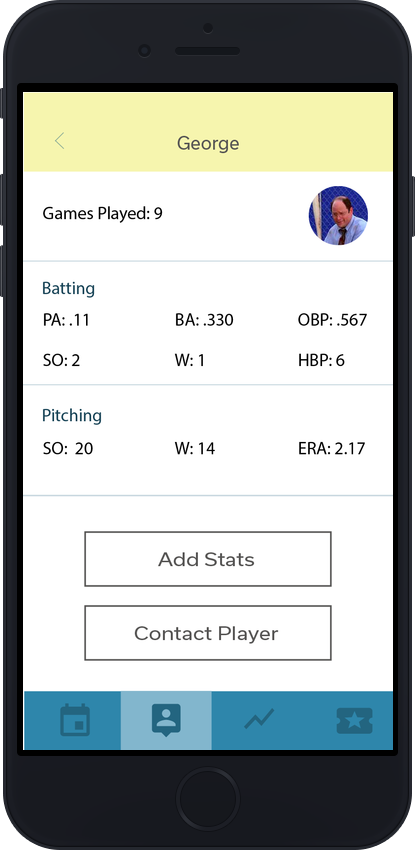 George
Games Played: 9
Batting
PA: .11 BA: .330 OBP: .567
SO: 2 W: 1 HBP: 6
Pitching
SO: 20 W: 14 ERA: 2.17
Add Stats
Contact Player